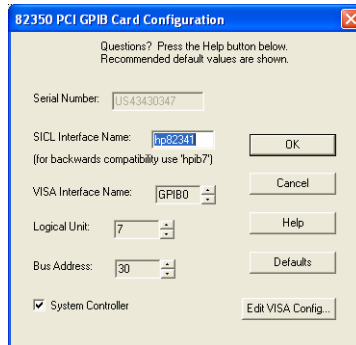 82350 PCI GPIB Card Configuration
Questions? Press the Help button below.
Recommended default values are shown.
Serial Number: US43430347
SICL Interface Name: hp82341
(for backwards compatibility use 'hpib7')
OK
VISA Interface Name: GPIB0
Cancel
Logical Unit: 7
Help
Bus Address: 30
Defaults
System Controller
Edit VISA Config...